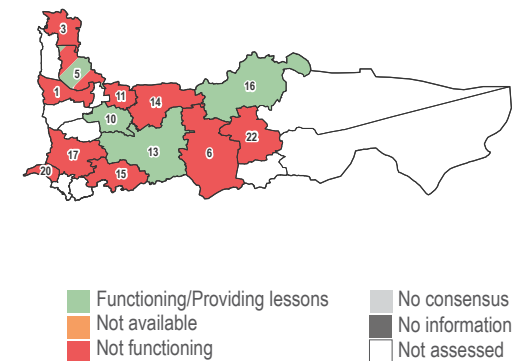 3
5
1
11
14
16
10
22
13
6
17
15
20
Functioning/Providing lessons
Not available
Not functioning
No consensus
No information
Not assessed